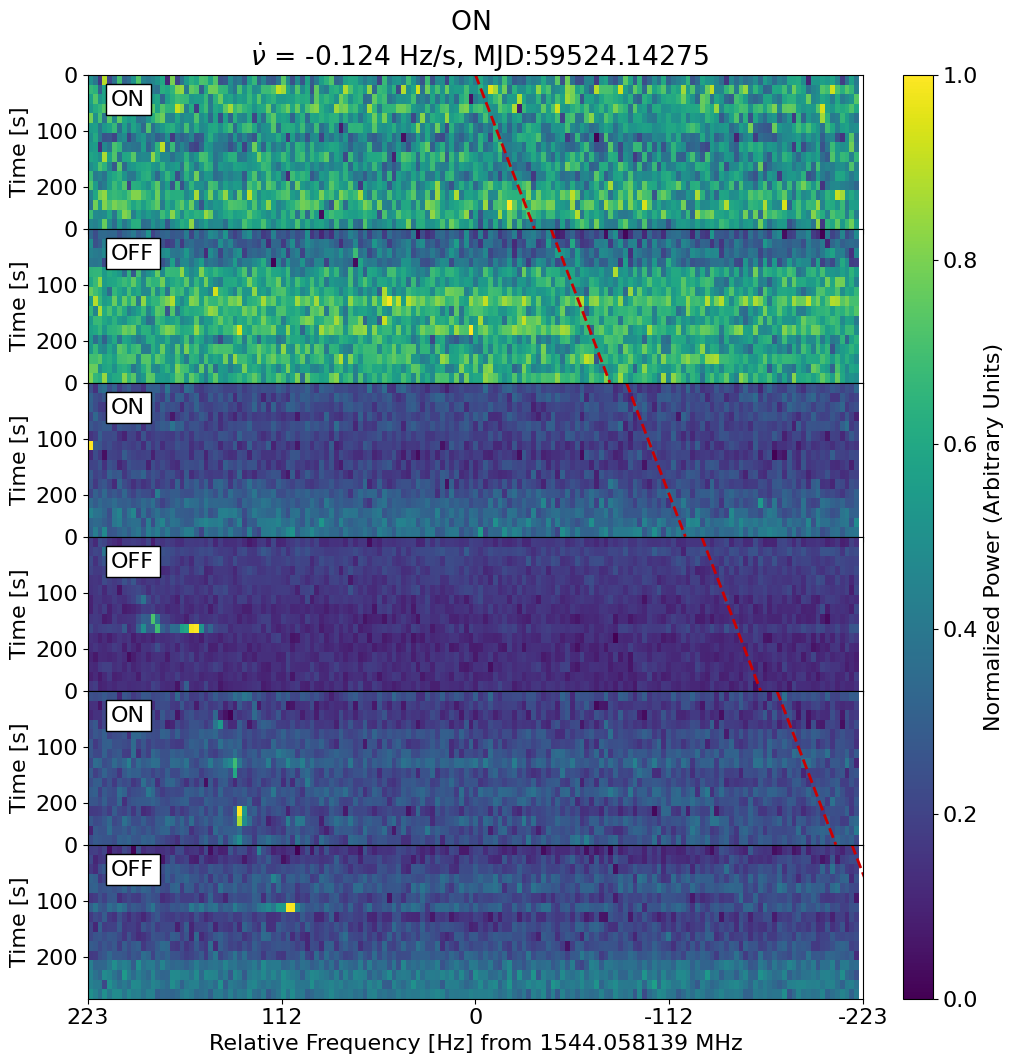 ON
ν̇ = -0.124 Hz/s, MJD:59524.14275
0
ON
100
Time [s]
200
0
OFF
100
Time [s]
200
0
ON
100
Time [s]
200
0
OFF
100
Time [s]
200
0
ON
100
Time [s]
200
0
OFF
100
Time [s]
200
223 112 0 -112 -223
Relative Frequency [Hz] from 1544.058139 MHz
1.0
0.8
0.6
0.4
0.2
0.0
Normalized Power (Arbitrary Units)